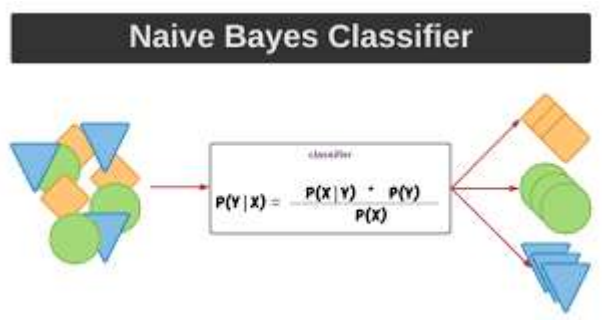 Naive Bayes Classifier
classifier
P(Y|X) = P(X|Y) * P(Y)
P(X)